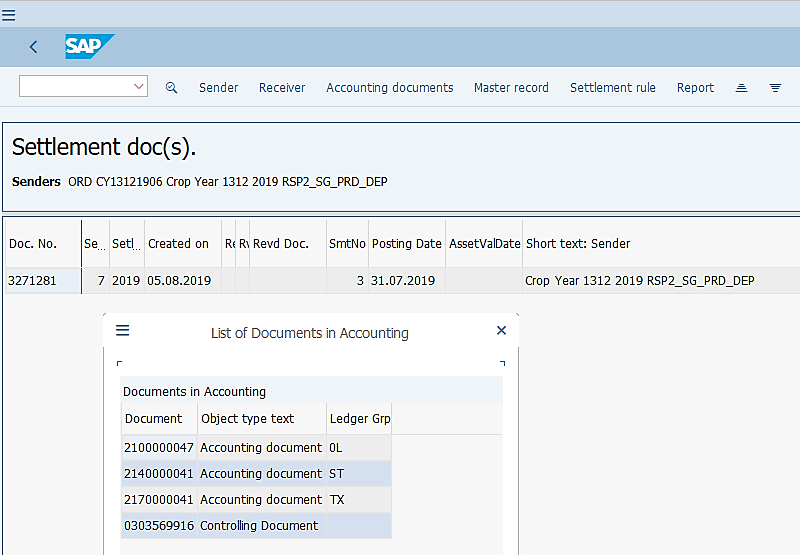 SAP
Sender Receiver Accounting documents Master record Settlement rule Report
Settlement doc(s).
Senders ORD CY13121906 Crop Year 1312 2019 RSP2_SG_PRD_DEP
Doc. No. Se... Setl.. Created on Re Rv Revd Doc. SmtNo Posting Date AssetValDate Short text: Sender
3271281 7 2019 05.08.2019 3 31.07.2019 Crop Year 1312 2019 RSP2_SG_PRD_DEP
List of Documents in Accounting
Documents in Accounting
Document Object type text Ledger Grp
2100000047 Accounting document 0L
2140000041 Accounting document ST
2170000041 Accounting document TX
0303569916 Controlling Document